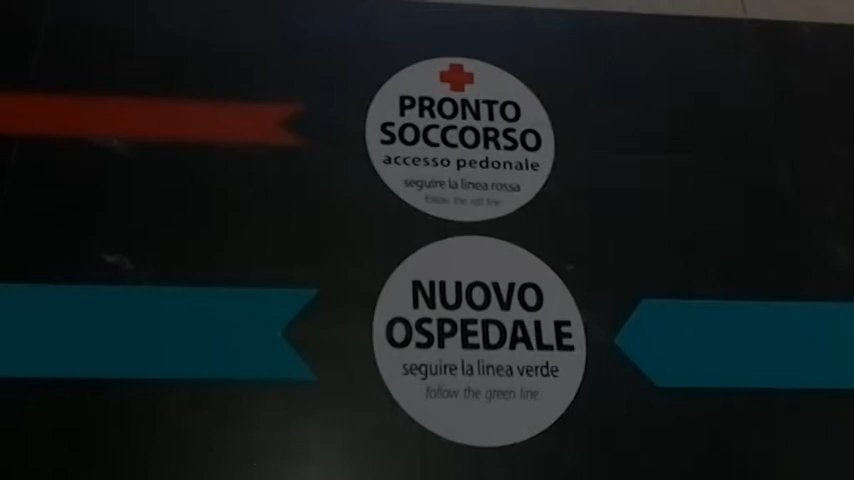 PRONTO
SOCCORSO
accesso pedonale
seguire la linea rossa
follow the red line
NUOVO
OSPEDALE
seguire la linea verde
follow the green line